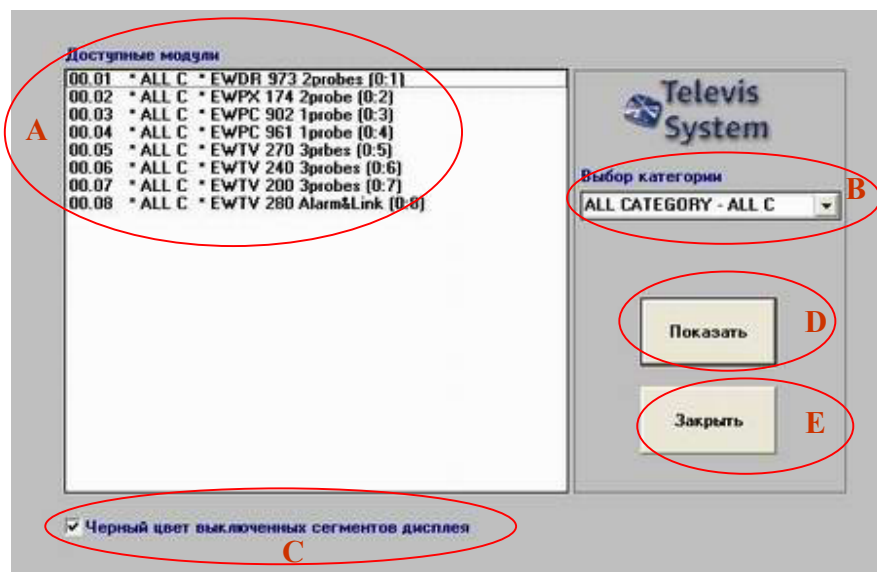 Доступные модули
00.01 * ALL C * EWDR 973 2probes (0:1)
00.02 * ALL C * EWPX 174 2probe (0:2)
00.03 * ALL C * EWPC 902 1probe (0:3)
00.04 * ALL C * EWPC 961 1probe (0:4)
00.05 * ALL C * EWTV 270 3prbes (0:5)
00.06 * ALL C * EWTV 240 3probes (0:6)
00.07 * ALL C * EWTV 200 3probes (0:7)
00.08 * ALL C * EWTV 280 Alarm&Link (0:8)
A
Televis
System
Выбор категории
ALL CATEGORY - ALL C
B
Показать
D
Закрыть
E
Черный цвет выключенных сегментов дисплея
C